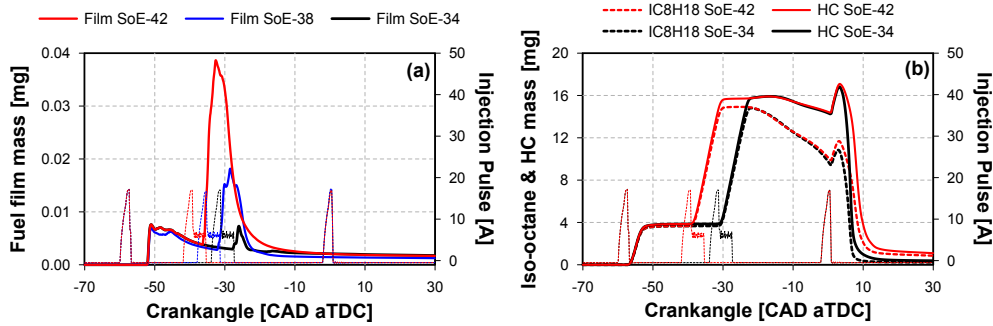 Film SoE-42 Film SoE-38 Film SoE-34
0.04 0.03 0.02 0.01 0.00
Fuel film mass [mg]
(a)
50 40 30 20 10 0
Injection Pulse [A]
-70 -50 -30 -10 10 30
Crankangle [CAD aTDC]
IC8H18 SoE-42 HC SoE-42
IC8H18 SoE-34 HC SoE-34
20 16 12 8 4 0
Iso-octane & HC mass [mg]
(b)
50 40 30 20 10 0
Injection Pulse [A]
-70 -50 -30 -10 10 30
Crankangle [CAD aTDC]